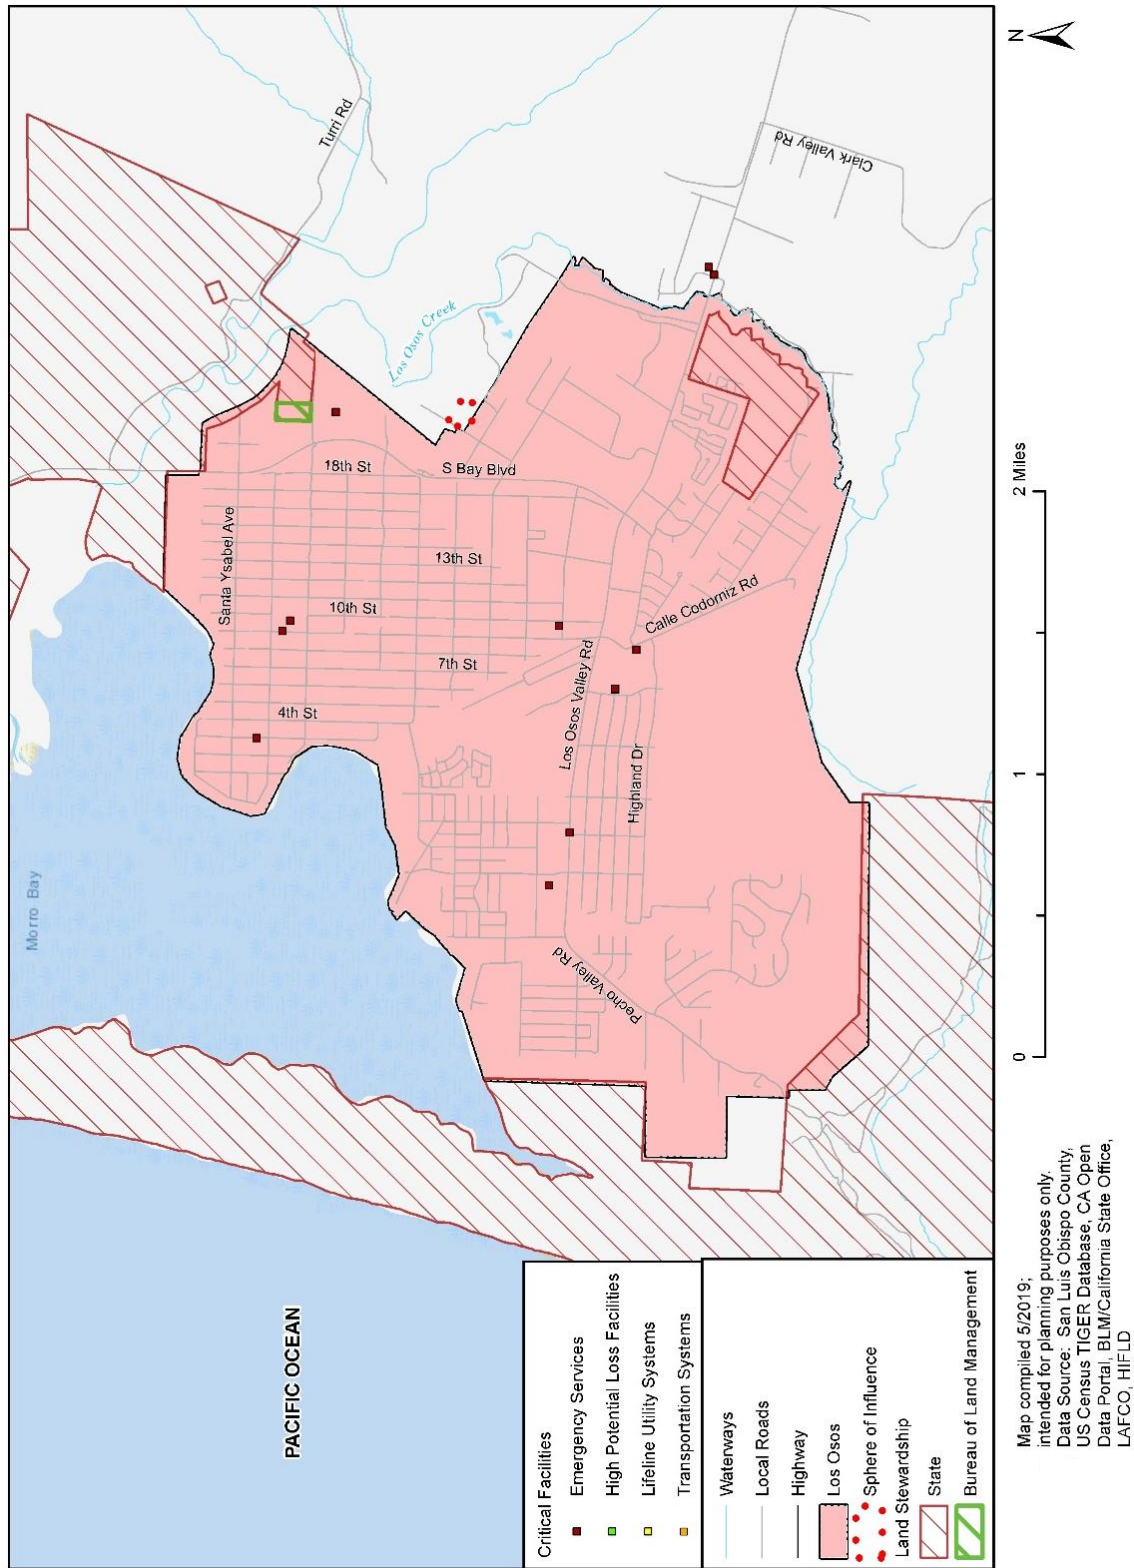 N
Morro Bay
PACIFIC OCEAN
Turri Rd
Clark Valley Rd
Los Osos Creek
Santa Ysabel Ave
18th St
S Bay Blvd
13th St
10th St
7th St
4th St
Calle Codorniz Rd
Los Osos Valley Rd
Highland Dr
Pecho Valley Rd
Critical Facilities
Emergency Services
High Potential Loss Facilities
Lifeline Utility Systems
Transportation Systems
Waterways
Local Roads
Highway
Los Osos
Sphere of Influence
Land Stewardship
State
Bureau of Land Management
0 1 2 Miles
Map compiled 5/2019;
intended for planning purposes only.
Data Source: San Luis Obispo County,
US Census TIGER Database, CA Open
Data Portal, BLM/California State Office,
LAFCO, HIFLD